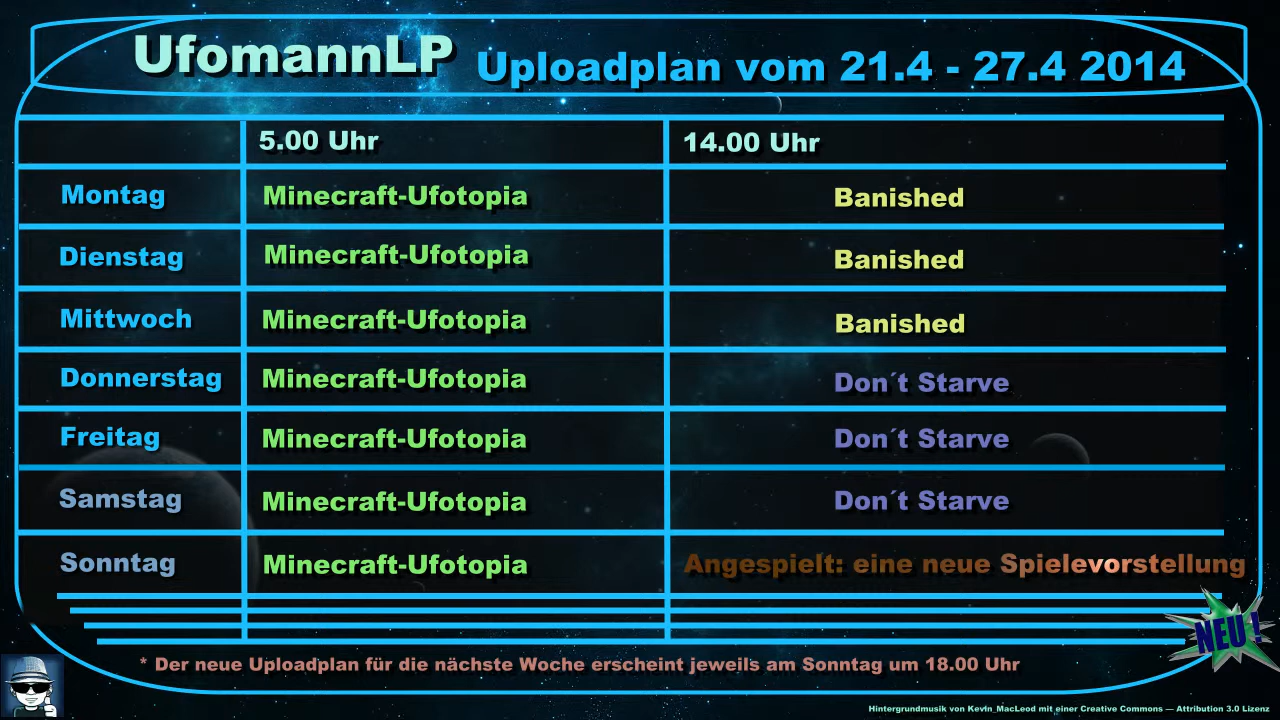 UfomannLP Uploadplan vom 21.4 - 27.4 2014
5.00 Uhr 14.00 Uhr
Montag Minecraft-Ufotopia Banished
Dienstag Minecraft-Ufotopia Banished
Mittwoch Minecraft-Ufotopia Banished
Donnerstag Minecraft-Ufotopia Don´t Starve
Freitag Minecraft-Ufotopia Don´t Starve
Samstag Minecraft-Ufotopia Don´t Starve
Sonntag Minecraft-Ufotopia Angespielt: eine neue Spielevorstellung
NEU !
* Der neue Uploadplan für die nächste Woche erscheint jeweils am Sonntag um 18.00 Uhr
Hintergrundmusik von Kevin_MacLeod mit einer Creative Commons — Attribution 3.0 Lizenz